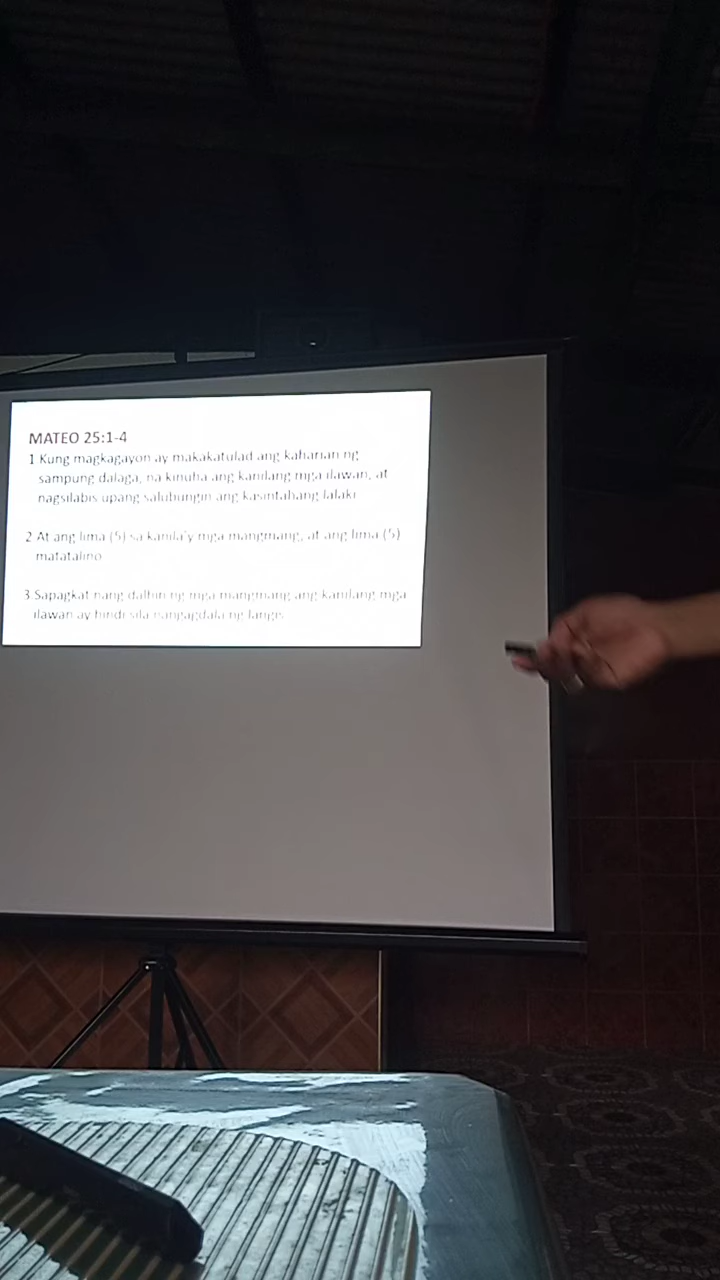 MATEO 25:1-4
1 Kung magkagayon ay makakatulad ang kaharian ng
sampung dalaga, na kinuha ang kanilang mga ilawan, at
nagsilabis upang salubungin ang kasintahang lalaki
2 At ang lima (5) sa kanila'y mga mangmang, at ang lima (5)
matatalino
3 Sapagkat nang dalhin ng mga mangmang ang kanilang mga
ilawan ay hindi sila nangagdala ng langis